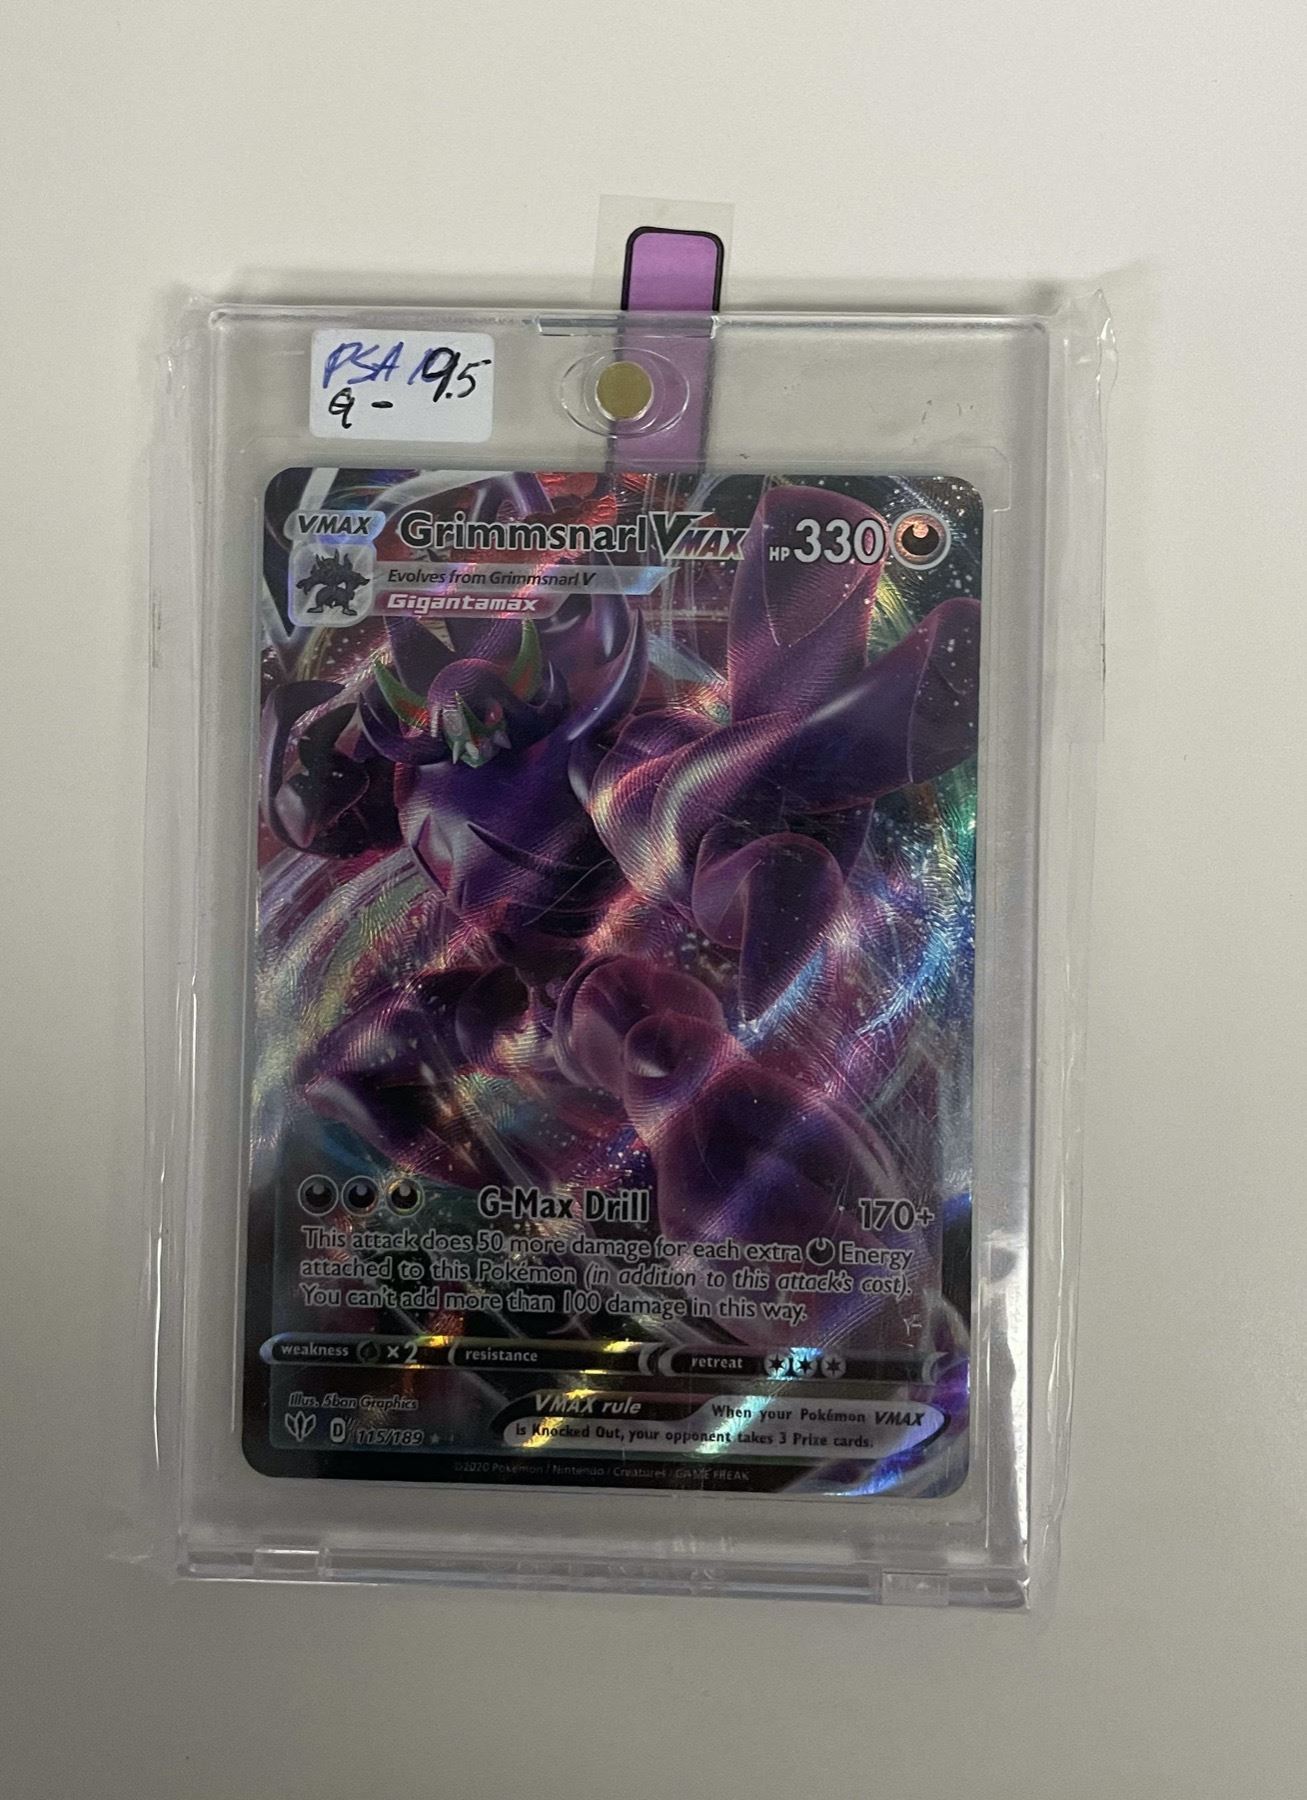 PSA 9.5
G -
VMAX Grimmsnarl VMAX HP 330
Evolves from Grimmsnarl V
Gigantamax
G-Max Drill 170+
This attack does 50 more damage for each extra Energy
attached to this Pokémon (in addition to this attack's cost).
You can't add more than 100 damage in this way.
weakness ×2 resistance retreat
Illus. 5ban Graphics
VMAX rule When your Pokémon VMAX
is Knocked Out, your opponent takes 3 Prize cards.
D 115/189
©2020 Pokémon / Nintendo / Creatures / GAME FREAK